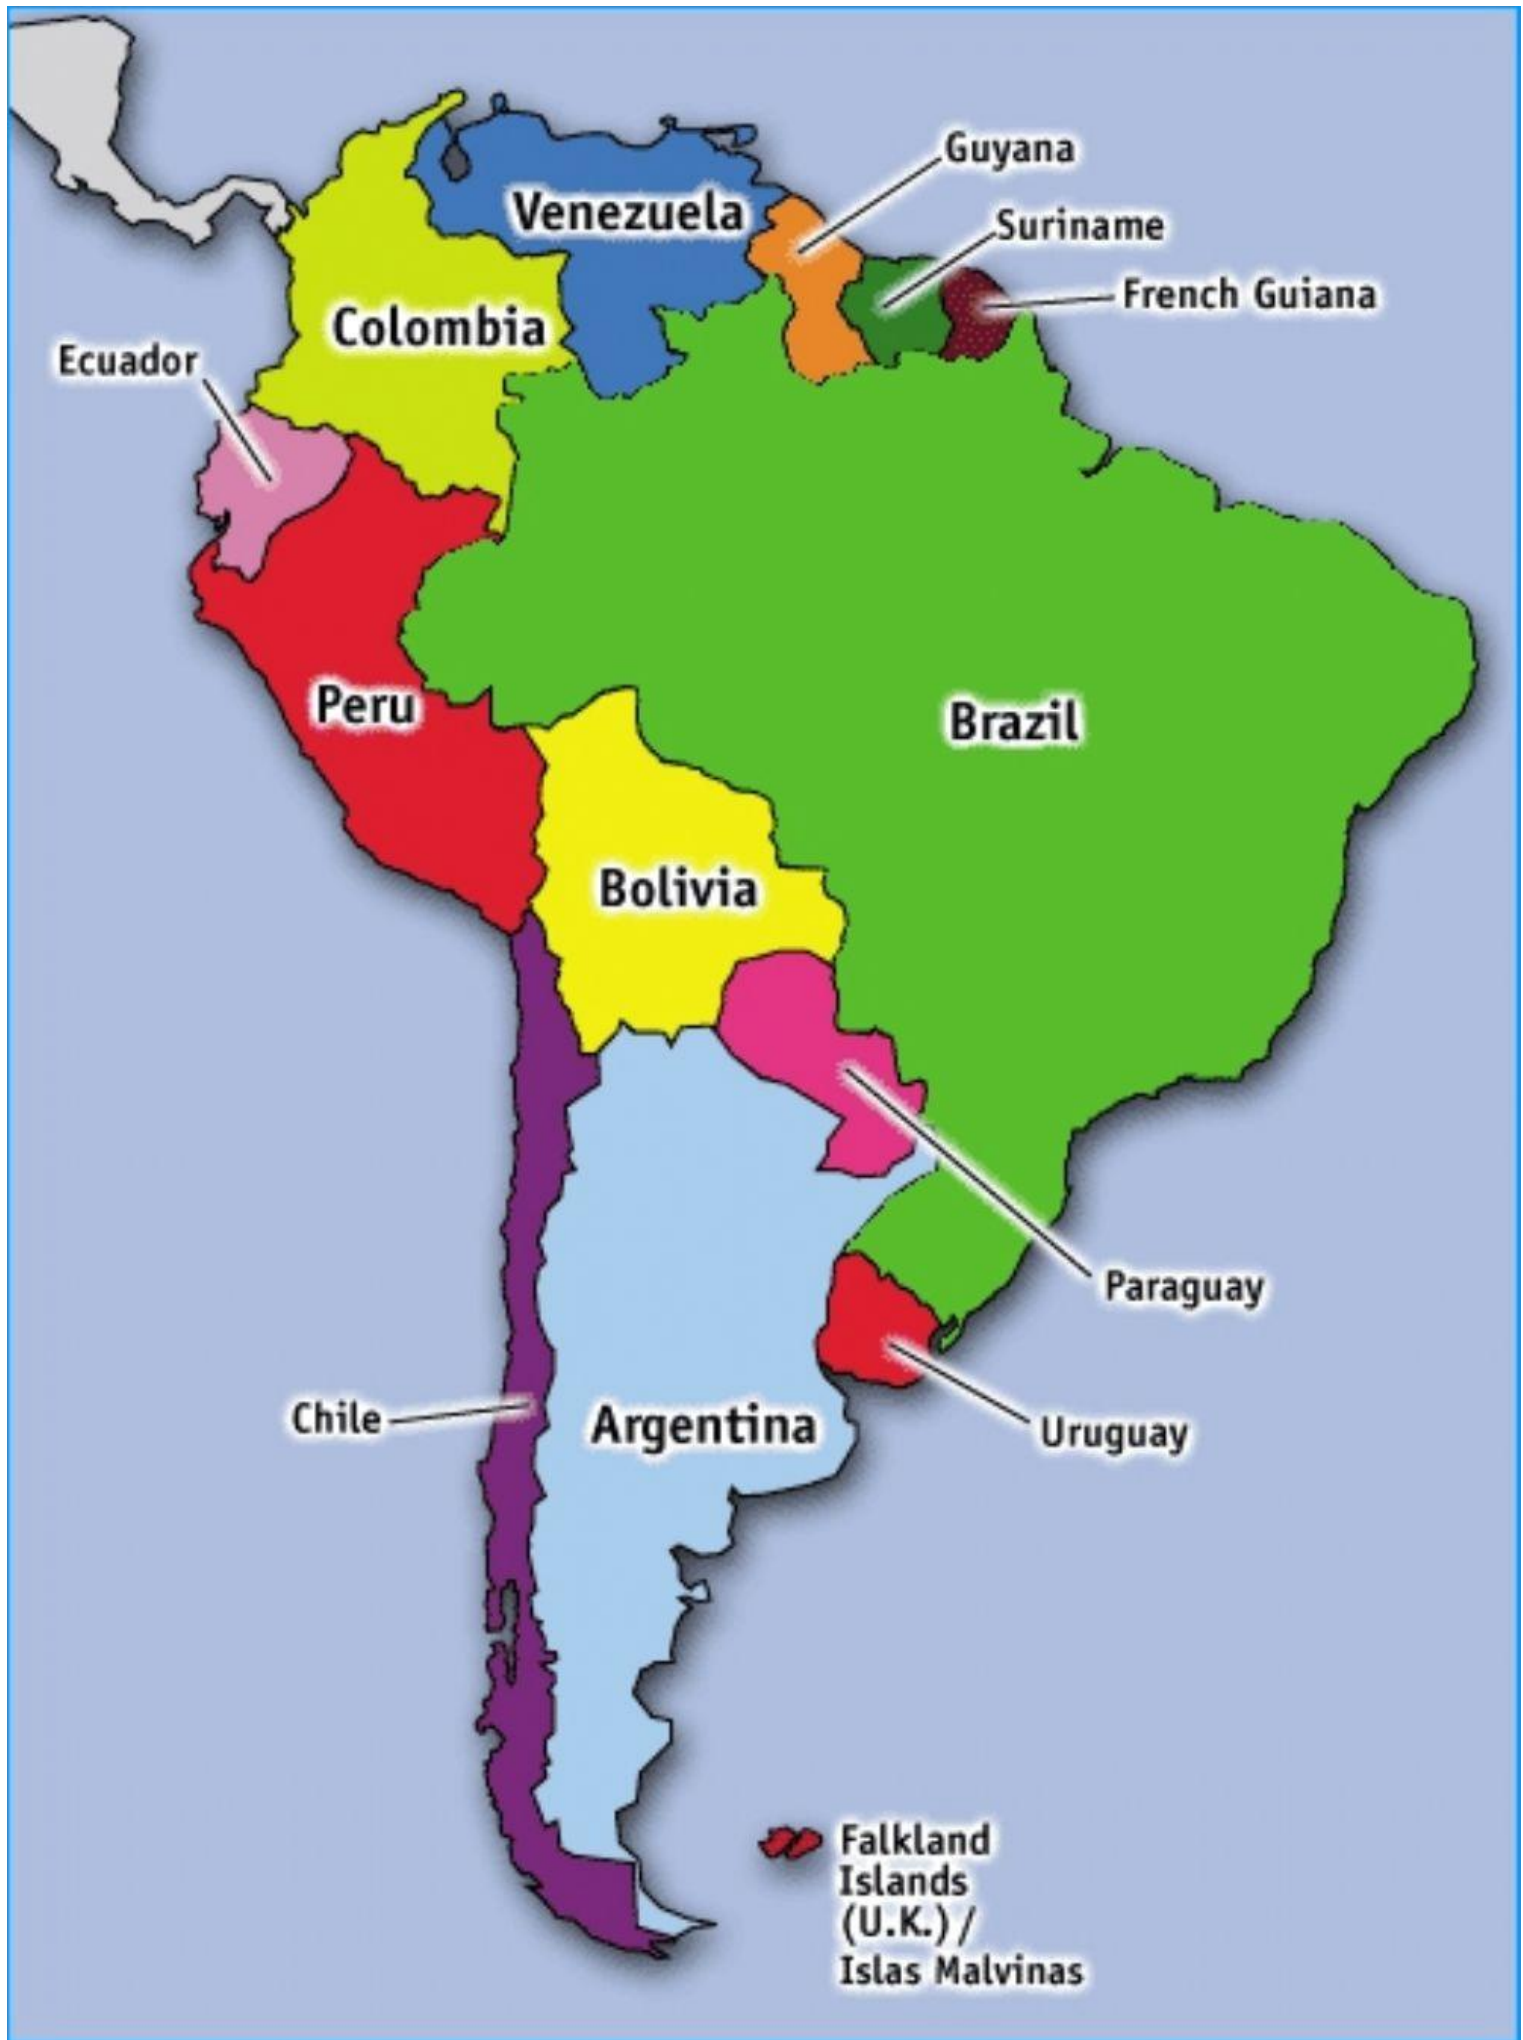 Guyana
Venezuela
Suriname
French Guiana
Colombia
Ecuador
Peru
Brazil
Bolivia
Paraguay
Chile
Argentina
Uruguay
Falkland
Islands
(U.K.) /
Islas Malvinas